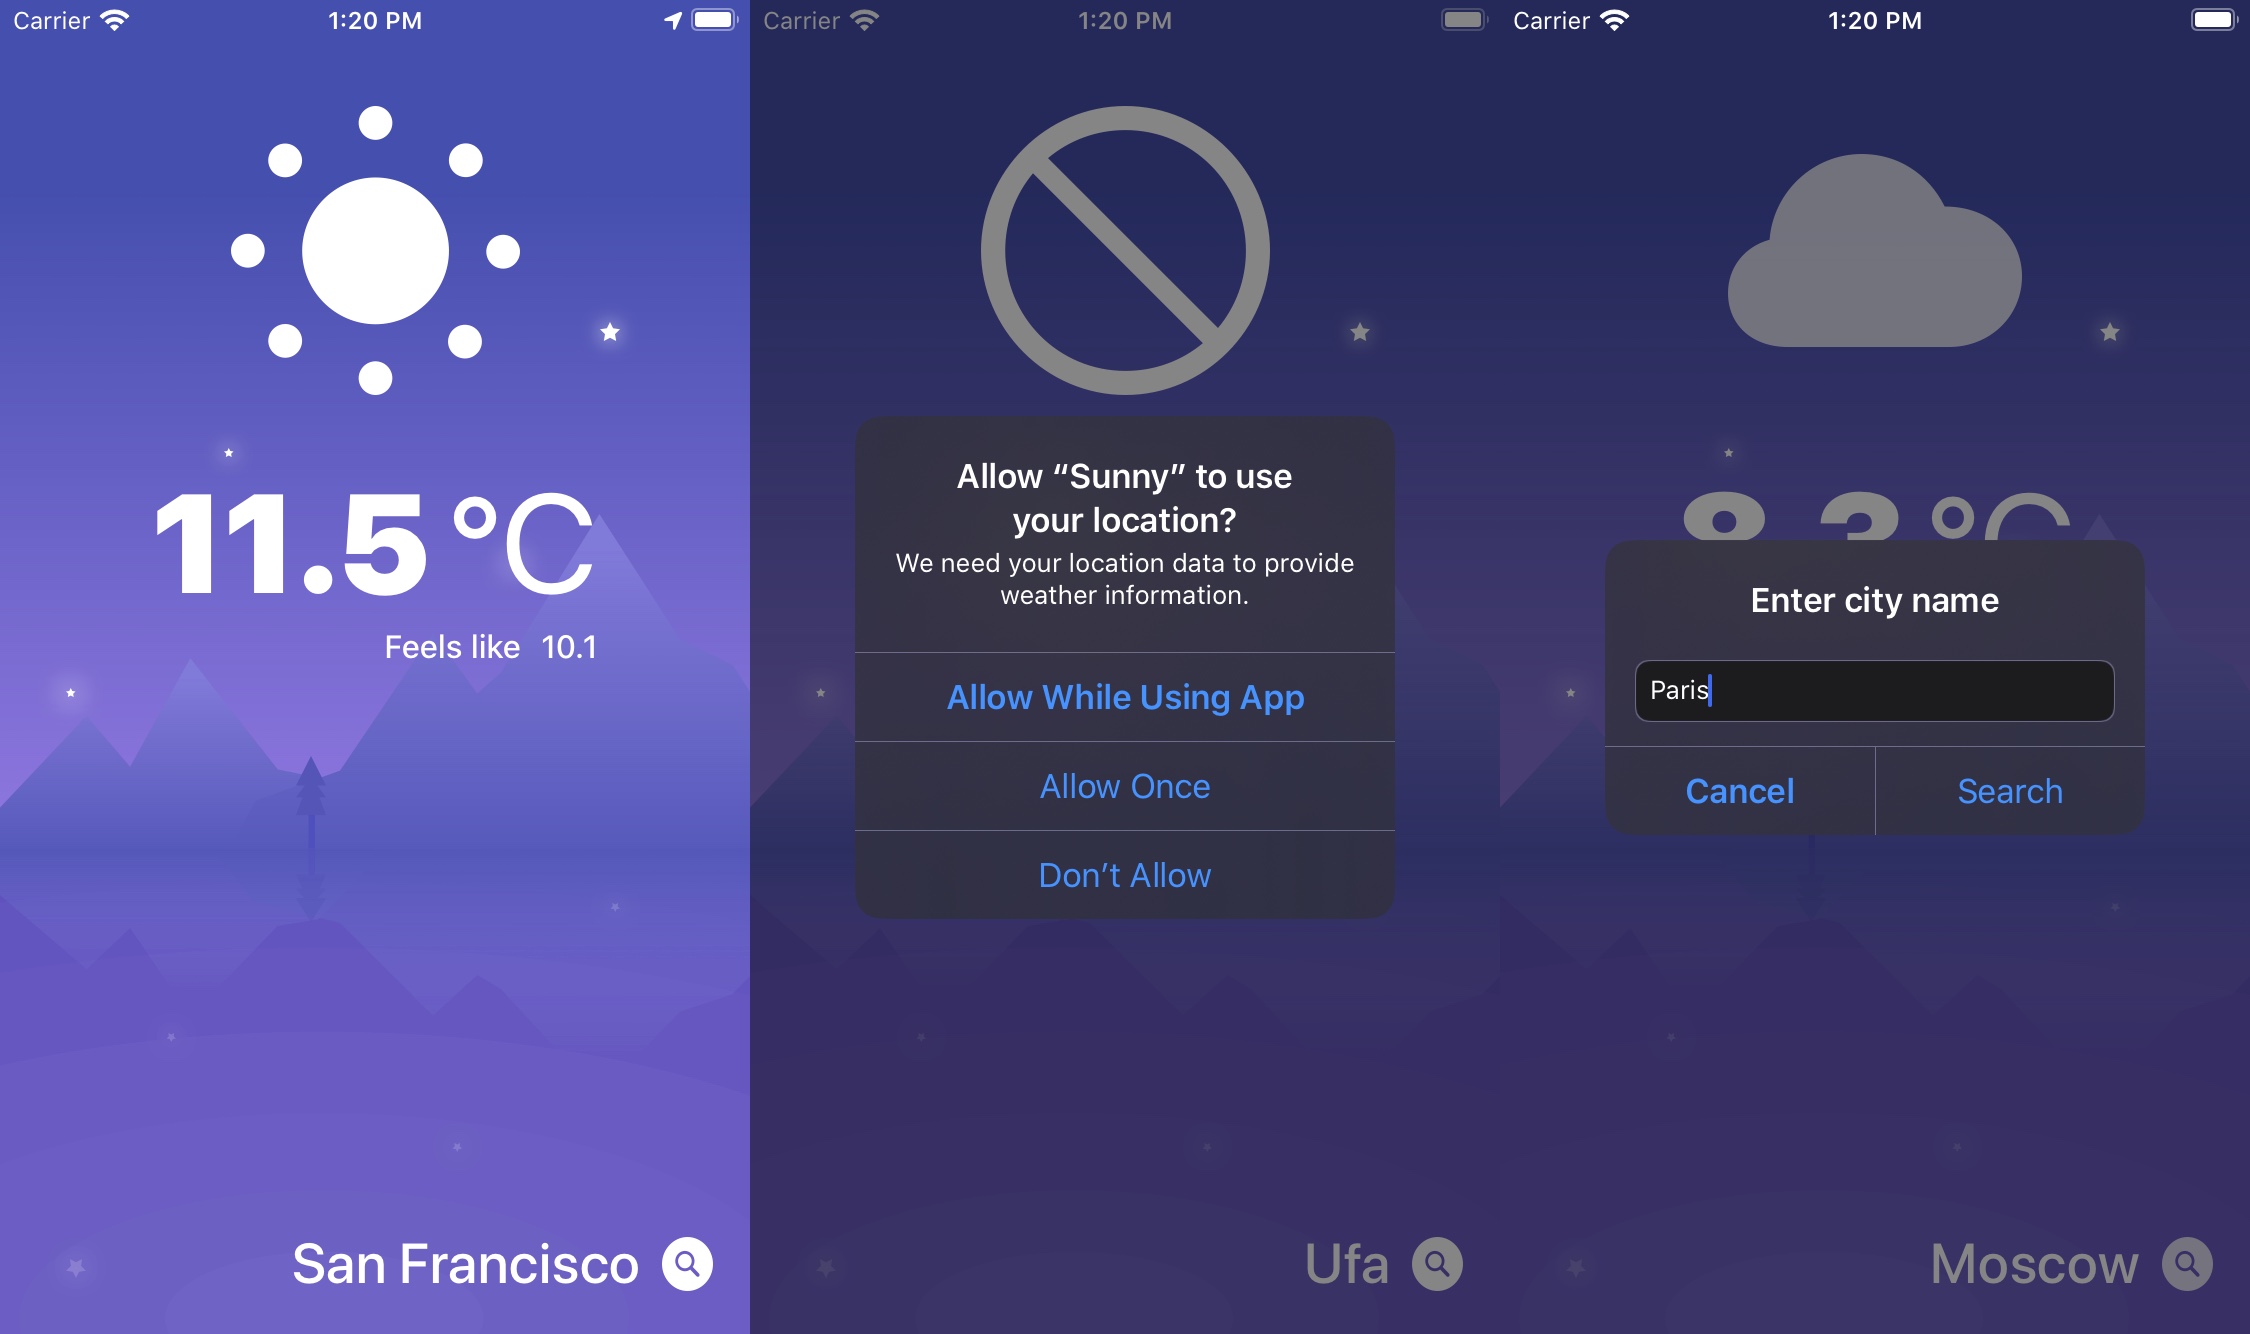 Carrier 1:20 PM
11.5 °C
Feels like 10.1
San Francisco
Carrier 1:20 PM
Allow “Sunny” to use
your location?
We need your location data to provide
weather information.
Allow While Using App
Allow Once
Don’t Allow
Ufa
Carrier 1:20 PM
8.3 °C
Enter city name
Paris
Cancel Search
Moscow